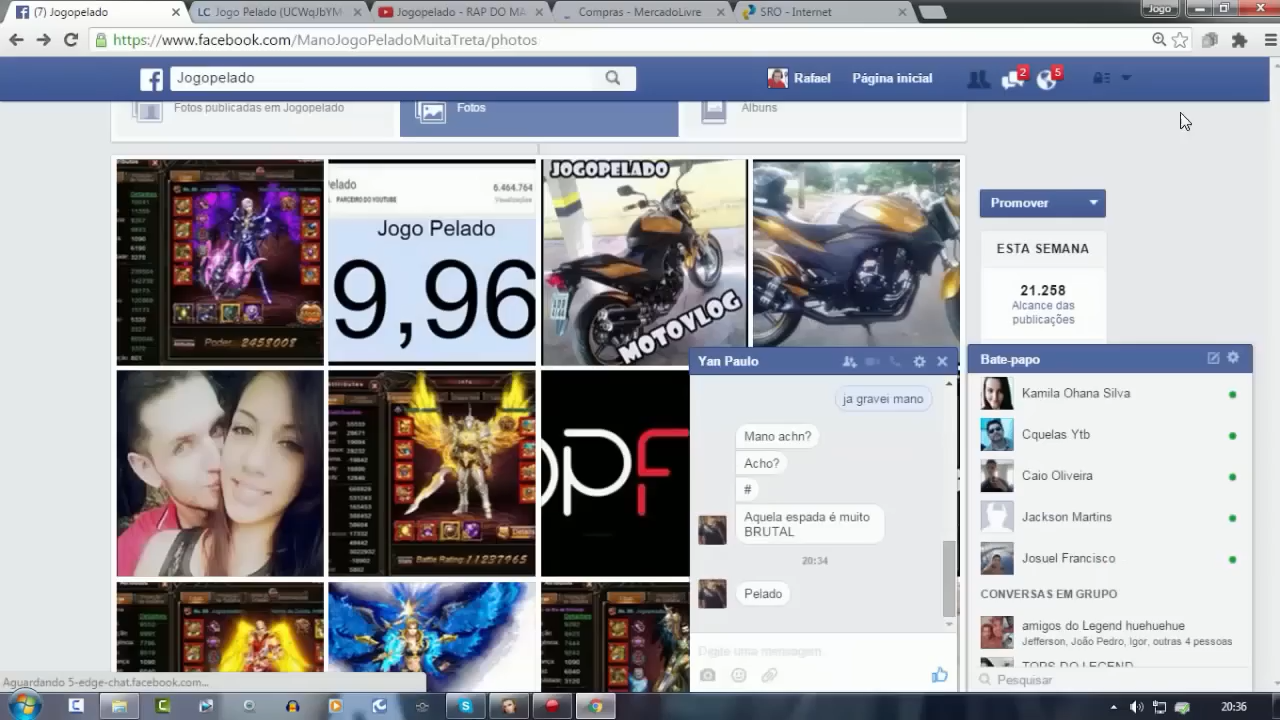 (7) Jogopelado
Jogo Pelado (UCWqJbYM
Jogopelado - RAP DO MA
Compras - MercadoLivre
SRO - Internet
Jogo
https://www.facebook.com/ManoJogoPeladoMuitaTreta/photos
Jogopelado
Rafael
Página inicial
2
5
Fotos publicadas em Jogopelado
Fotos
Álbuns
Poder: 2458008
elado
6.464.764
PARCEIRO DO YOUTUBE
Visualizações
Jogo Pelado
9,96
JOGOPELADO
MOTOVLOG
Promover
ESTA SEMANA
21.258
Alcance das
publicações
Battle Rating: 11237965
Yan Paulo
ja gravei mano
Mano achn?
Acho?
#
Aquela espada é muito
BRUTAL
20:34
Pelado
Digite uma mensagem...
Bate-papo
Kamila Ohana Silva
Cquelas Ytb
Caio Oliveira
Jackson Martins
Josuel Francisco
CONVERSAS EM GRUPO
amigos do Legend huehuehue
Jefferson, João Pedro, Igor, outras 4 pessoas
TOPS DO LEGEND
Pesquisar
Aguardando 5-edge-chat.facebook.com...
20:36